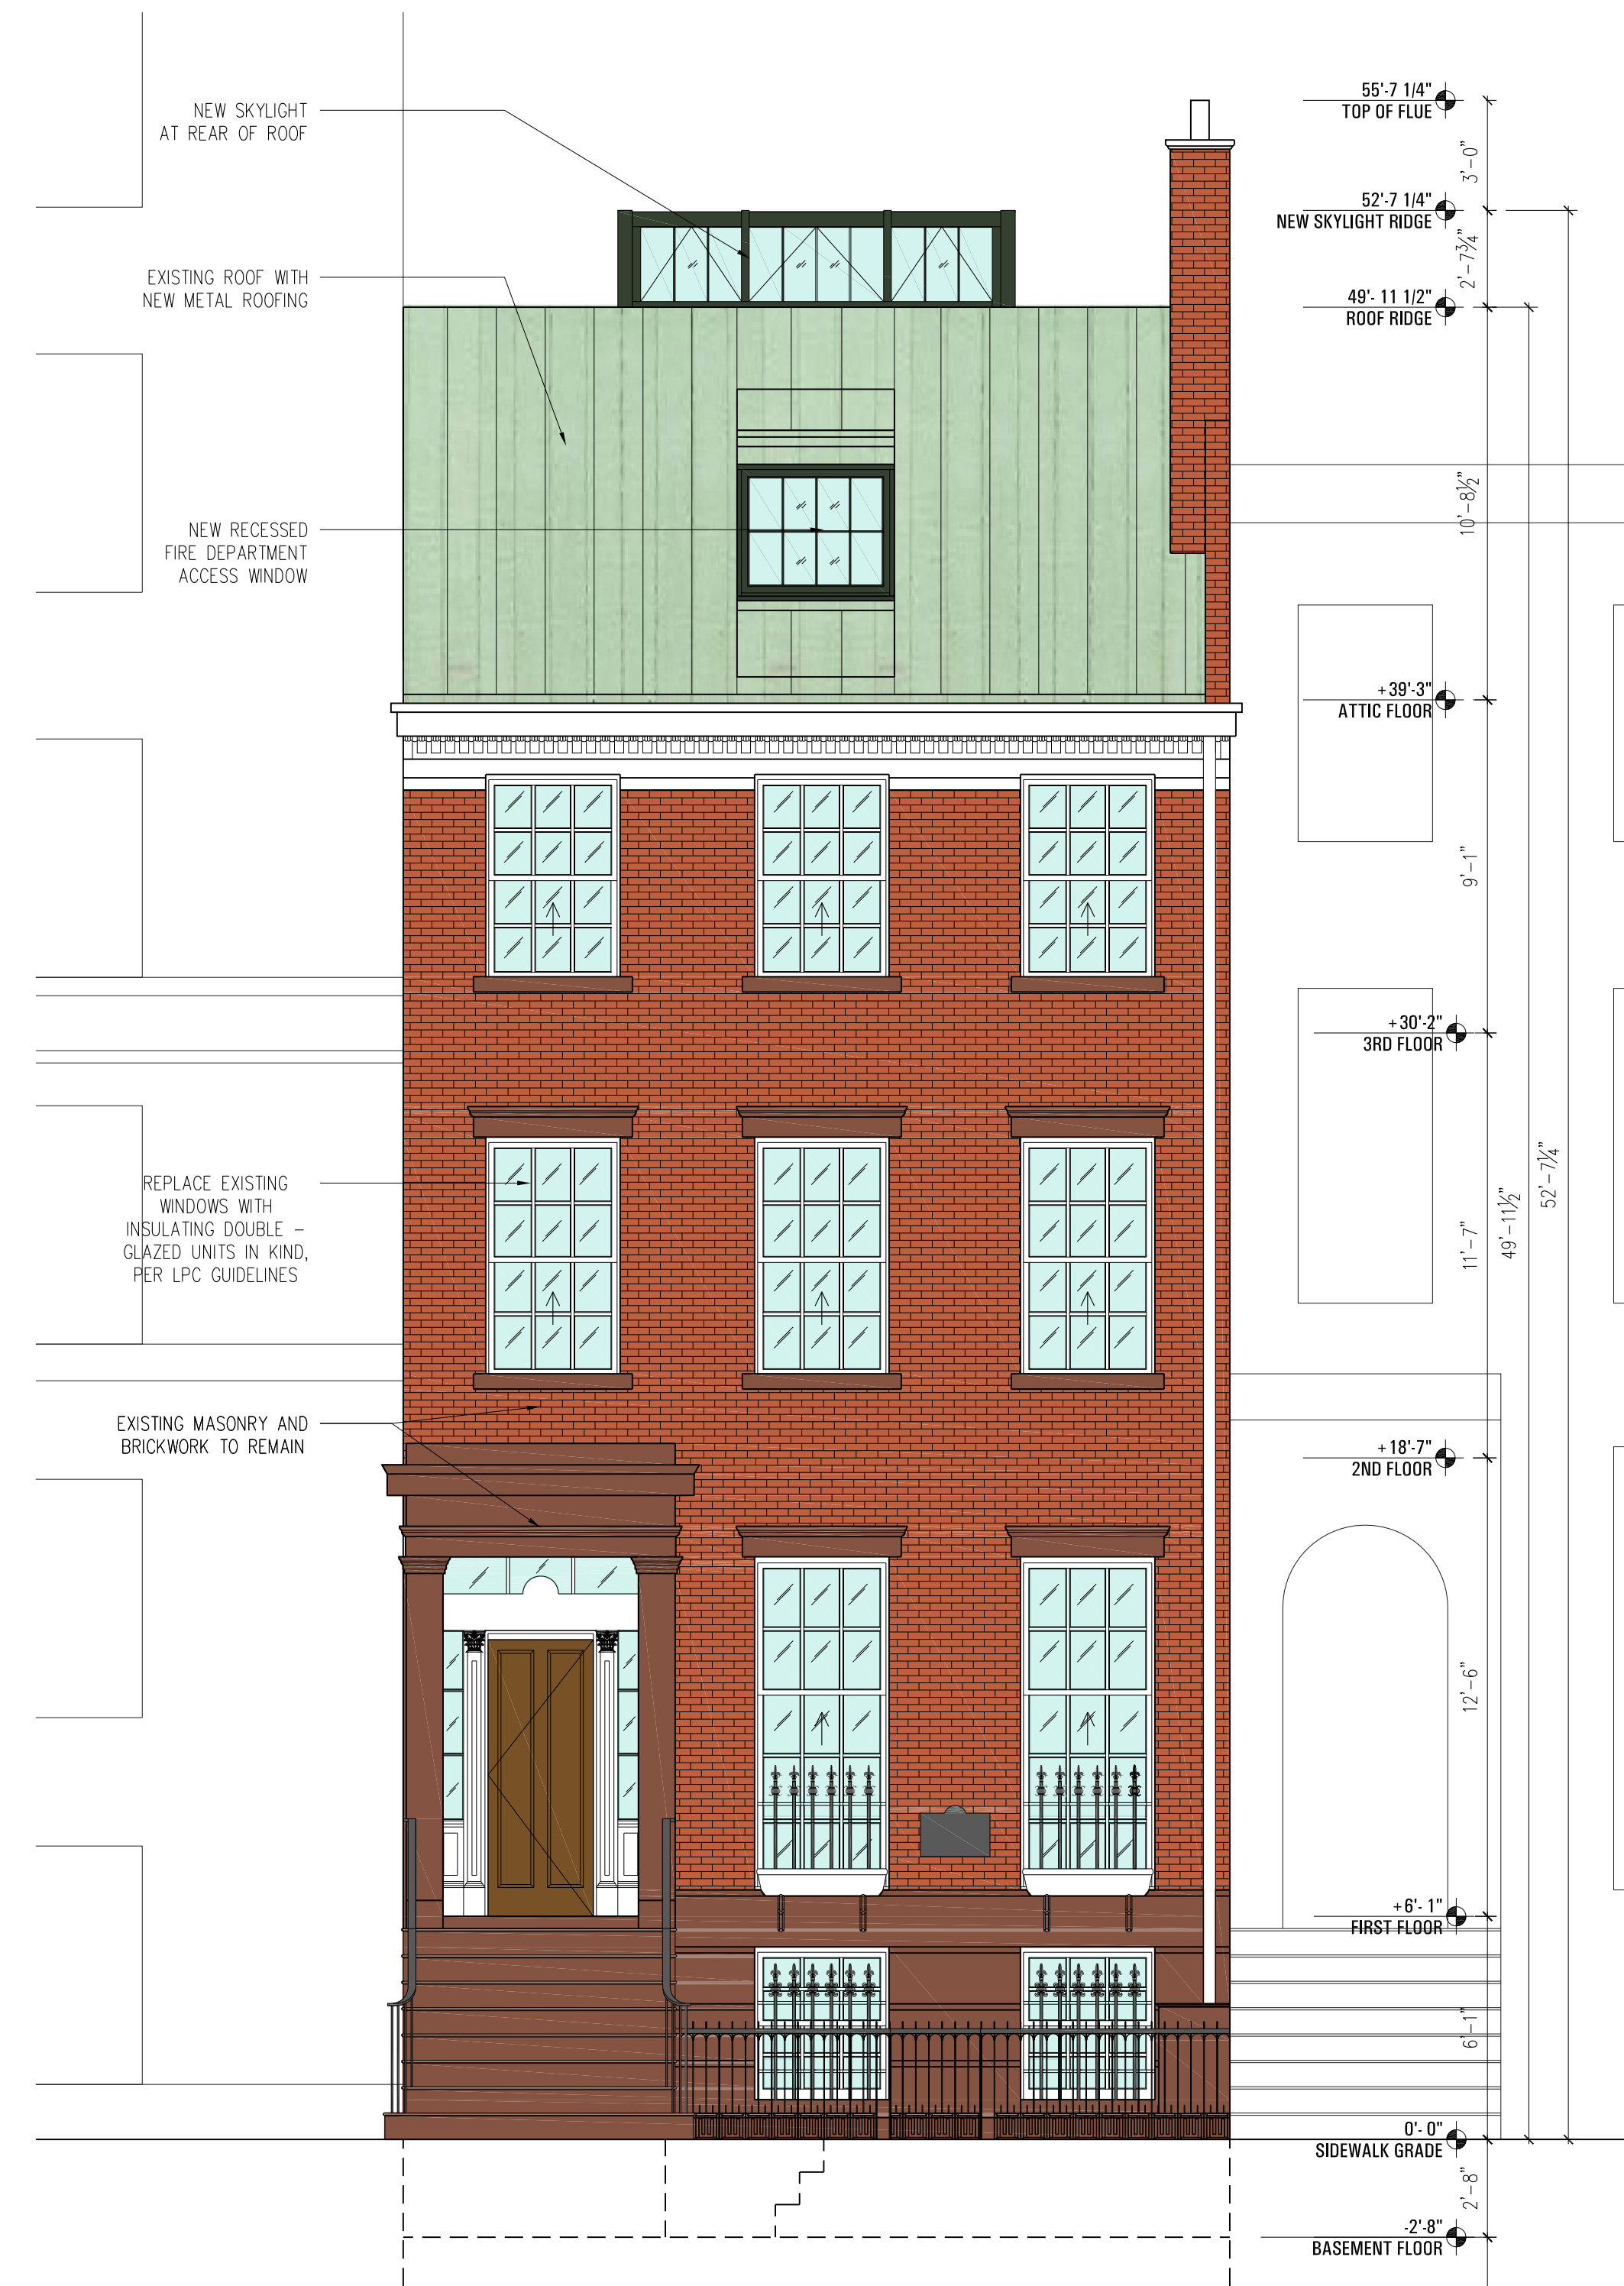 NEW SKYLIGHT
AT REAR OF ROOF
EXISTING ROOF WITH
NEW METAL ROOFING
NEW RECESSED
FIRE DEPARTMENT
ACCESS WINDOW
REPLACE EXISTING
WINDOWS WITH
INSULATING DOUBLE –
GLAZED UNITS IN KIND,
PER LPC GUIDELINES
EXISTING MASONRY AND
BRICKWORK TO REMAIN
55'-7 1/4"
TOP OF FLUE
3'-0"
52'-7 1/4"
NEW SKYLIGHT RIDGE
2'-7¾"
49'- 11 1/2"
ROOF RIDGE
10'-8½"
+39'-3"
ATTIC FLOOR
9'-1"
+30'-2"
3RD FLOOR
11'-7"
49'-11½"
52'-7¼"
+18'-7"
2ND FLOOR
12'-6"
+6'- 1"
FIRST FLOOR
6'-1"
0'- 0"
SIDEWALK GRADE
2'-8"
-2'-8"
BASEMENT FLOOR